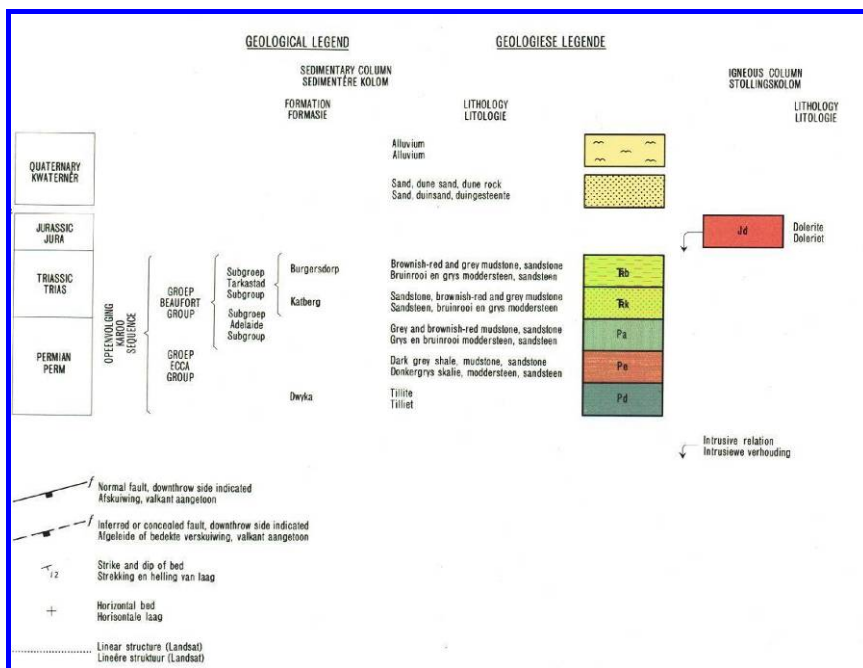 GEOLOGICAL LEGEND
GEOLOGIESE LEGENDE
SEDIMENTARY COLUMN
SEDIMENTÊRE KOLOM
IGNEOUS COLUMN
STOLLINGSKOLOM
FORMATION
FORMASIE
LITHOLOGY
LITOLOGIE
LITHOLOGY
LITOLOGIE
QUATERNARY
KWATERNÊR
Alluvium
Alluvium
Sand, dune sand, dune rock
Sand, duinsand, duingesteente
JURASSIC
JURA
Jd
Dolerite
Doleriet
TRIASSIC
TRIAS
PERMIAN
PERM
OPEENVOLGING
KAROO
SEQUENCE
GROEP
BEAUFORT
GROUP
Subgroep
Tarkastad
Subgroup
Burgersdorp
Brownish-red and grey mudstone, sandstone
Bruinrooi en grys moddersteen, sandsteen
Ŧb
Katberg
Sandstone, brownish-red and grey mudstone
Sandsteen, bruinrooi en grys moddersteen
Ŧk
Subgroep
Adelaide
Subgroup
Grey and brownish-red mudstone, sandstone
Grys en bruinrooi moddersteen, sandsteen
Pa
GROEP
ECCA
GROUP
Dark grey shale, mudstone, sandstone
Donkergrys skalie, moddersteen, sandsteen
Pe
Dwyka
Tillite
Tilliet
Pd
Intrusive relation
Intrusiewe verhouding
f
Normal fault, downthrow side indicated
Afskuiwing, valkant aangetoon
f
Inferred or concealed fault, downthrow side indicated
Afgeleide of bedekte verskuiwing, valkant aangetoon
12
Strike and dip of bed
Strekking en helling van laag
Horizontal bed
Horisontale laag
Linear structure (Landsat)
Lineêre struktuur (Landsat)